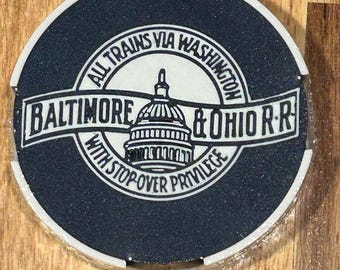 ALL TRAINS VIA WASHINGTON
BALTIMORE & OHIO R·R·
WITH STOP-OVER PRIVILEGE